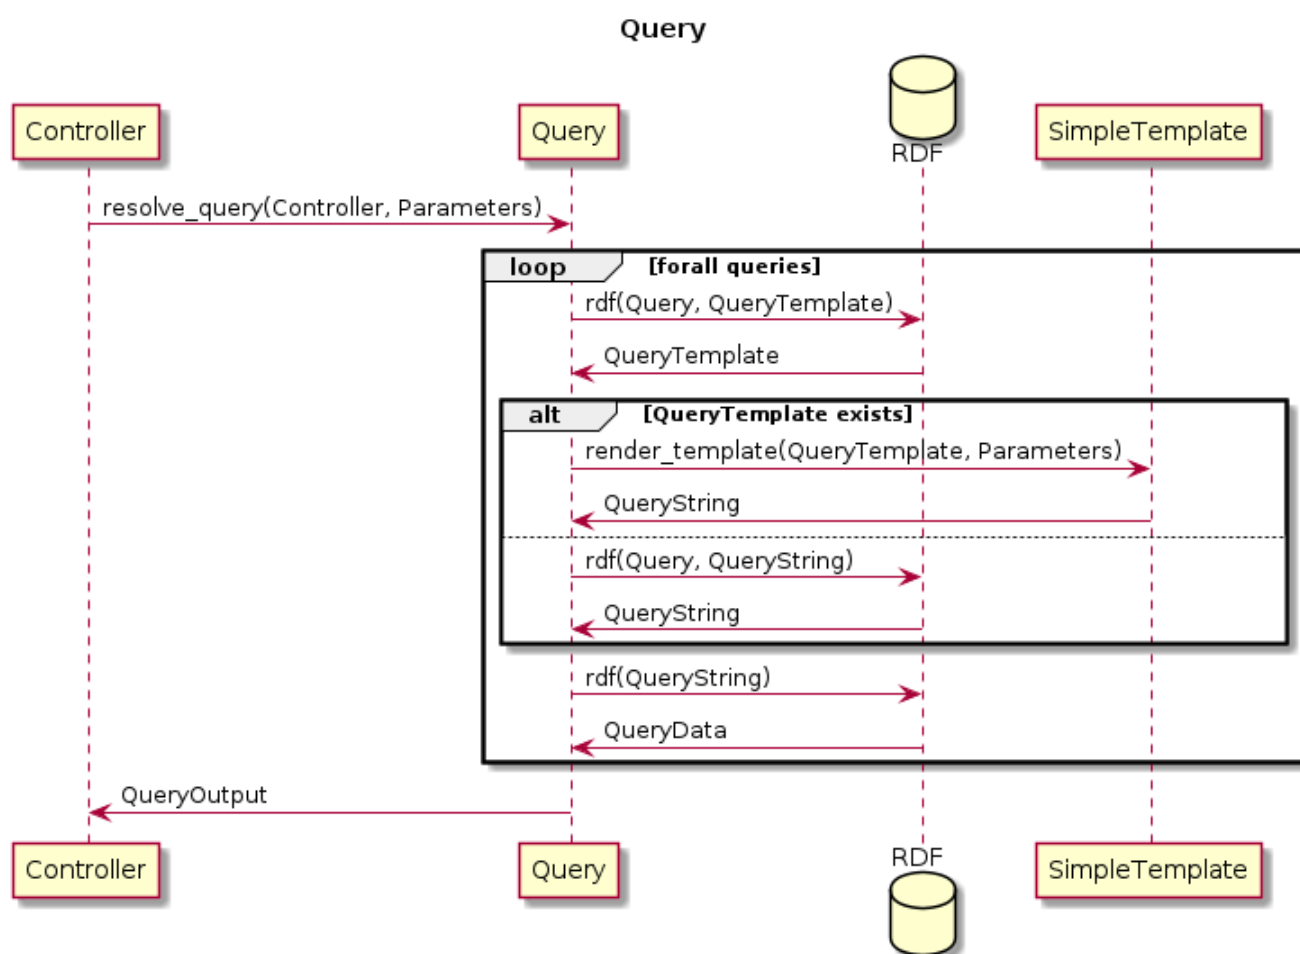 Query
Controller
Query
RDF
SimpleTemplate
resolve_query(Controller, Parameters)
loop
[forall queries]
rdf(Query, QueryTemplate)
QueryTemplate
alt
[QueryTemplate exists]
render_template(QueryTemplate, Parameters)
QueryString
rdf(Query, QueryString)
QueryString
rdf(QueryString)
QueryData
QueryOutput
Controller
Query
RDF
SimpleTemplate